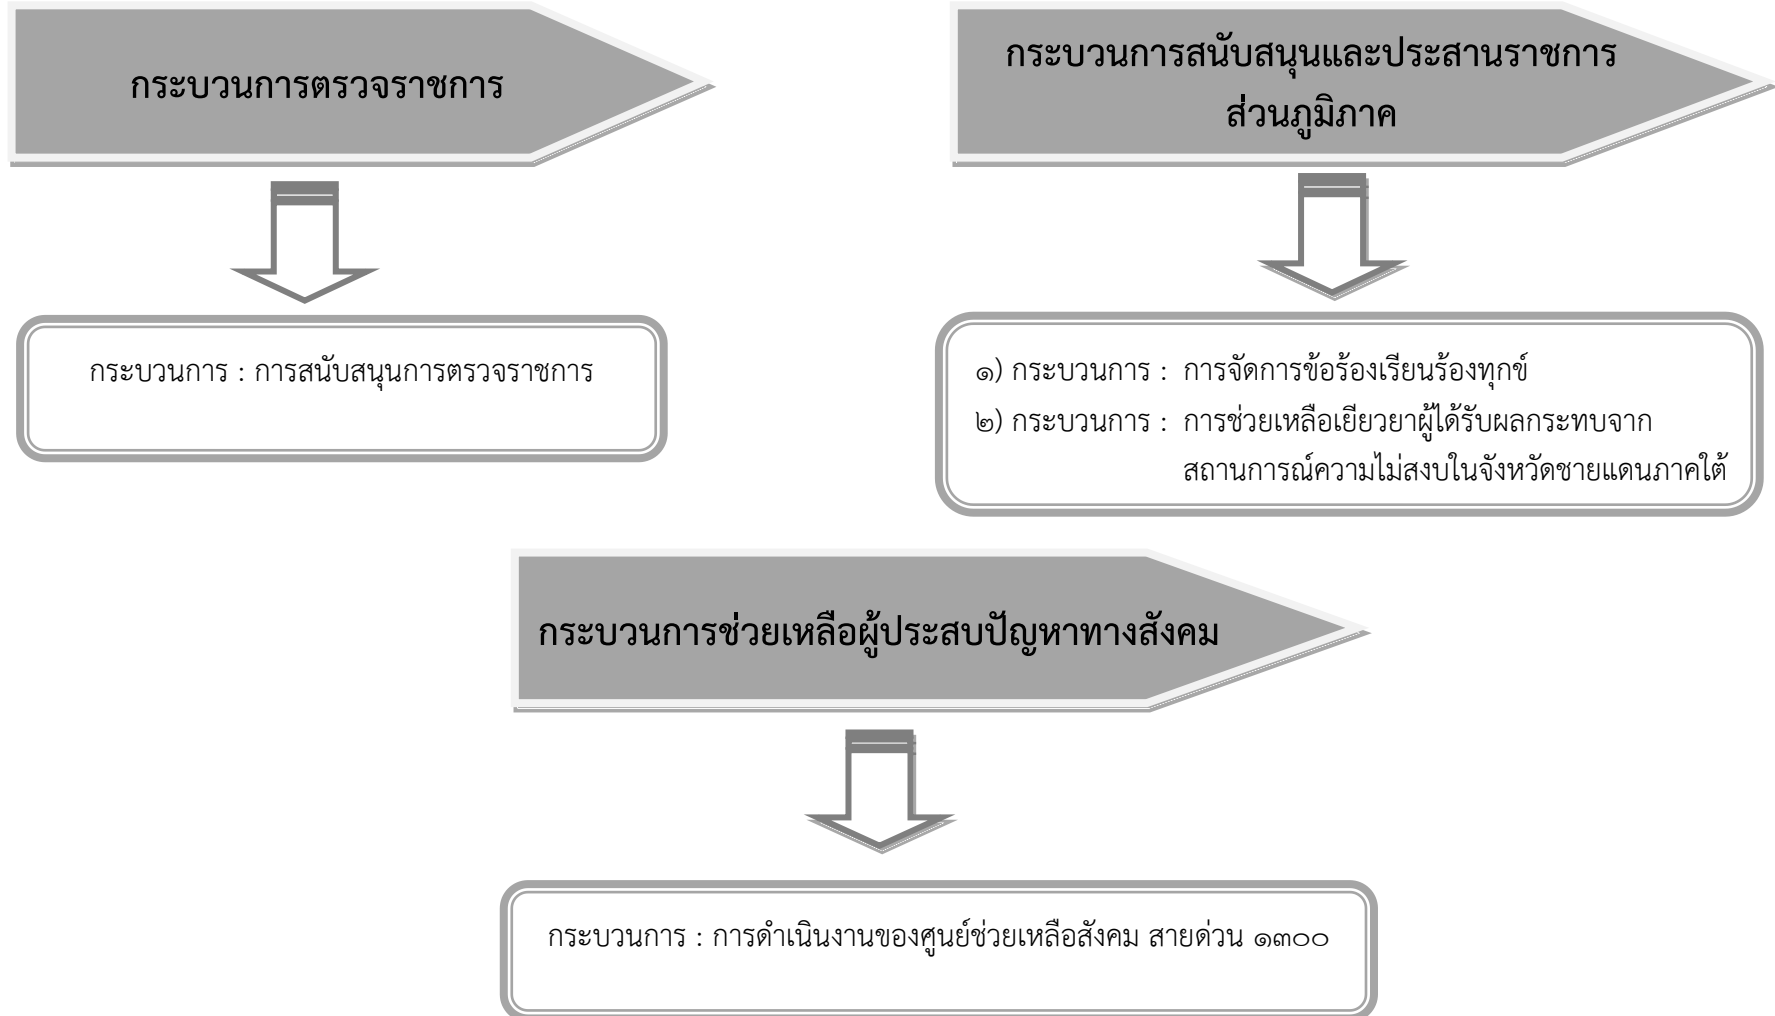 กระบวนการตรวจราชการ
กระบวนการ : การสนับสนุนการตรวจราชการ
กระบวนการสนับสนุนและประสานราชการ
ส่วนภูมิภาค
๑) กระบวนการ : การจัดการข้อร้องเรียนร้องทุกข์
๒) กระบวนการ : การช่วยเหลือเยียวยาผู้ได้รับผลกระทบจาก
สถานการณ์ความไม่สงบในจังหวัดชายแดนภาคใต้
กระบวนการช่วยเหลือผู้ประสบปัญหาทางสังคม
กระบวนการ : การดำเนินงานของศูนย์ช่วยเหลือสังคม สายด่วน ๑๓๐๐